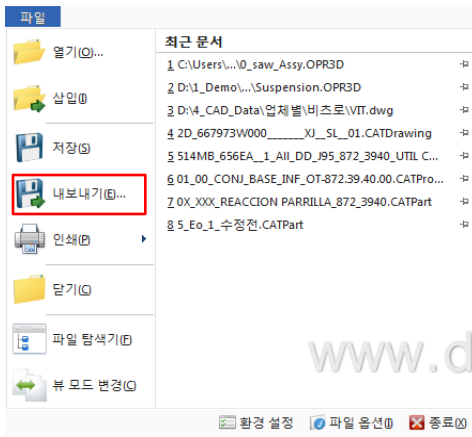 파일
열기(O)...
삽입(I)
저장(S)
내보내기(E)...
인쇄(P)
닫기(C)
파일 탐색기(F)
뷰 모드 변경(C)
최근 문서
1 C:\Users\...\0_saw_Assy.OPR3D
2 D:\1_Demo\...\Suspension.OPR3D
3 D:\4_CAD_Data\업체별\비츠로\VIT.dwg
4 2D_667973W000_______XJ__SL__01.CATDrawing
5 514MB_656EA__1_All_DD_J95_872_3940_UTIL C...
6 01_00_CONJ_BASE_INF_OT-872.39.40.00.CATPro...
7 0X_XXX_REACCION PARRILLA_872_3940.CATPart
8 5_Eo_1_수정전.CATPart
www.d
환경 설정 파일 옵션(I) 종료(X)